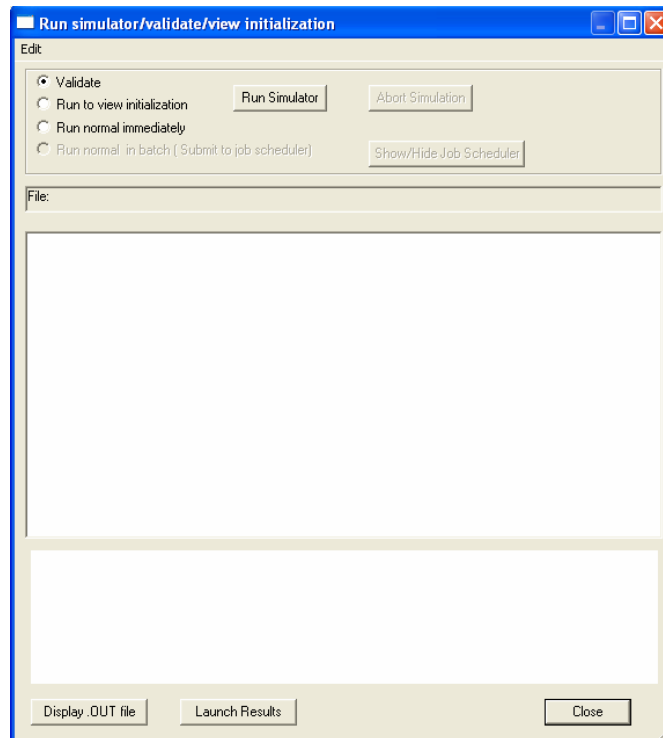 Run simulator/validate/view initialization
Edit
Validate
Run to view initialization
Run normal immediately
Run normal in batch ( Submit to job scheduler)
Run Simulator
Abort Simulation
Show/Hide Job Scheduler
File:
Display .OUT file
Launch Results
Close